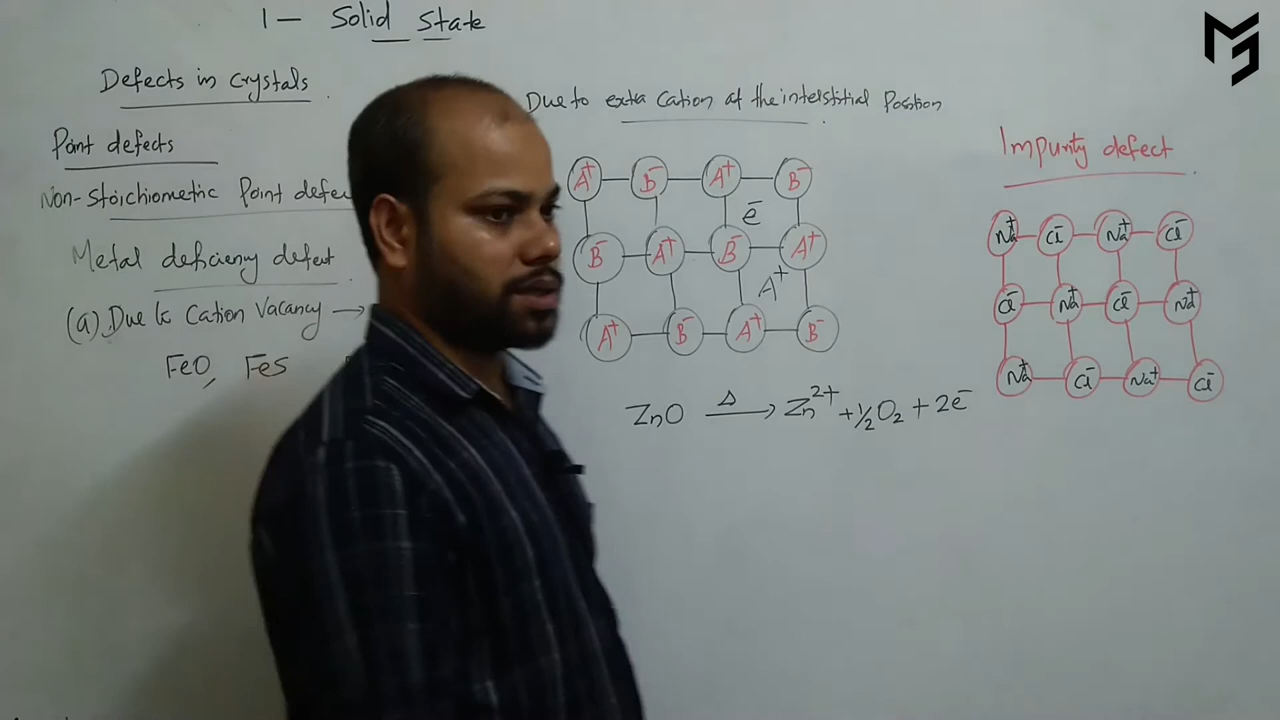 1 — Solid State
Defects in Crystals
Point defects
Non-Stoichiometric Point defe
Metal deficiency defect
(a) Due to Cation Vacancy →
FeO, FeS
Due to extra Cation at the interstitial Position
A⁺ B⁻ A⁺ B⁻
e⁻
B⁻ A⁺ B⁻ A⁺
A⁺
A⁺ B⁻ A⁺ B⁻
ZnO —Δ→ Zn²⁺ + ½O₂ + 2e⁻
Impurity defect
Na⁺ Cl⁻ Na⁺ Cl⁻
Cl⁻ Na⁺ Cl⁻ Na⁺
Na⁺ Cl⁻ Na⁺ Cl⁻